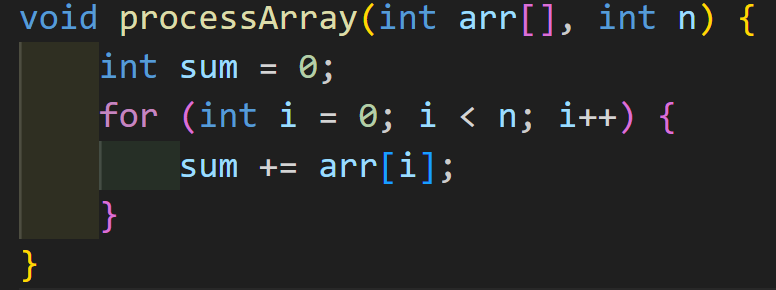 void processArray(int arr[], int n) {
    int sum = 0;
    for (int i = 0; i < n; i++) {
        sum += arr[i];
    }
}